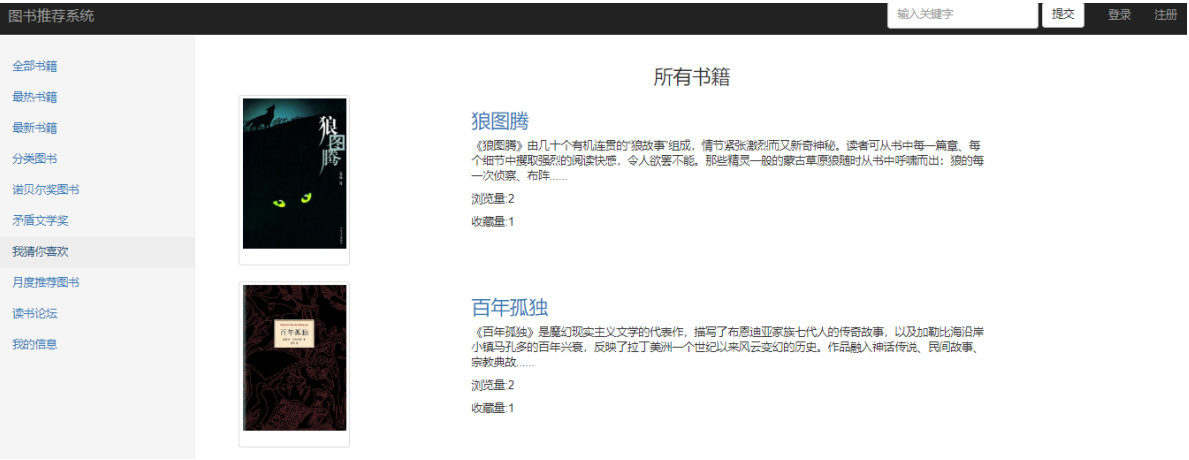 图书推荐系统
输入关键字
提交
登录
注册
全部书籍
最热书籍
最新书籍
分类图书
诺贝尔奖图书
矛盾文学奖
我猜你喜欢
月度推荐图书
读书论坛
我的信息
所有书籍
狼图腾
狼图腾
《狼图腾》由几十个有机连贯的"狼故事"组成，情节紧张激烈而又新奇神秘。读者可从书中每一篇章、每
个细节中攫取强烈的阅读快感，令人欲罢不能。那些精灵一般的蒙古草原狼随时从书中呼啸而出：狼的每
一次侦察、布阵......
浏览量:2
收藏量:1
百年孤独
百年孤独
《百年孤独》是魔幻现实主义文学的代表作，描写了布恩迪亚家族七代人的传奇故事，以及加勒比海沿岸
小镇马孔多的百年兴衰，反映了拉丁美洲一个世纪以来风云变幻的历史。作品融入神话传说、民间故事、
宗教典故......
浏览量:2
收藏量:1